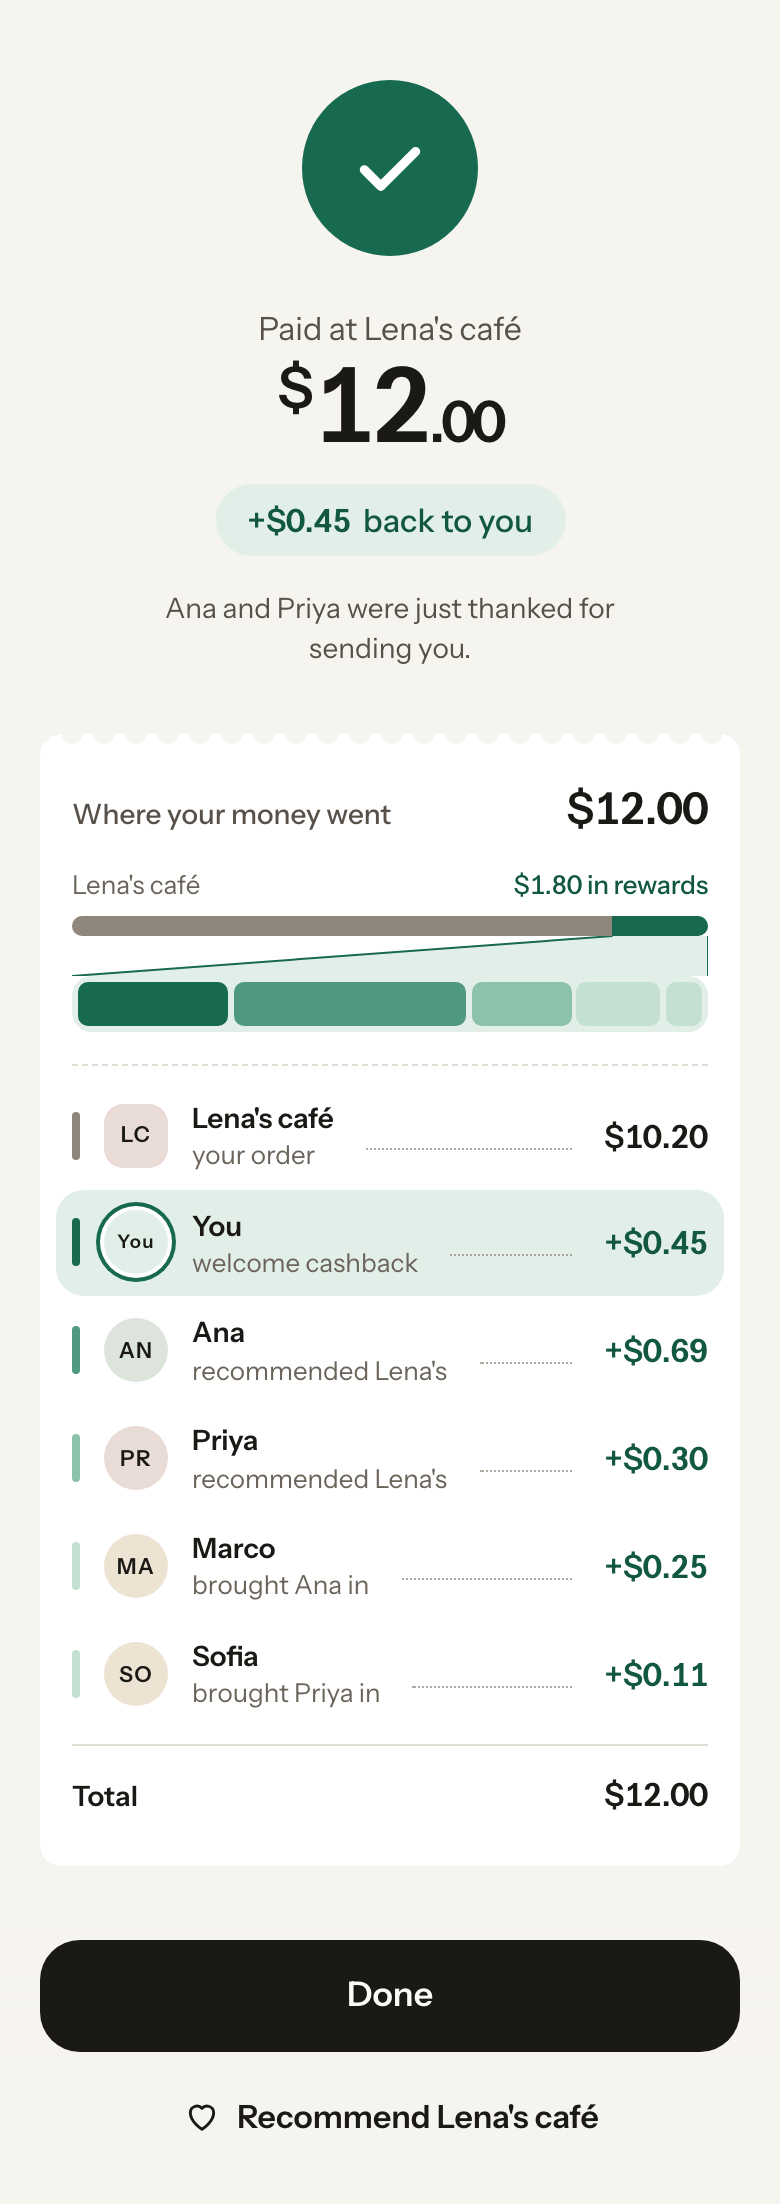 Paid at Lena's café
$12.00
+$0.45 back to you
Ana and Priya were just thanked for
sending you.
Where your money went $12.00
Lena's café $1.80 in rewards
LC Lena's café $10.20
your order
You You +$0.45
welcome cashback
AN Ana +$0.69
recommended Lena's
PR Priya +$0.30
recommended Lena's
MA Marco +$0.25
brought Ana in
SO Sofia +$0.11
brought Priya in
Total $12.00
Done
Recommend Lena's café